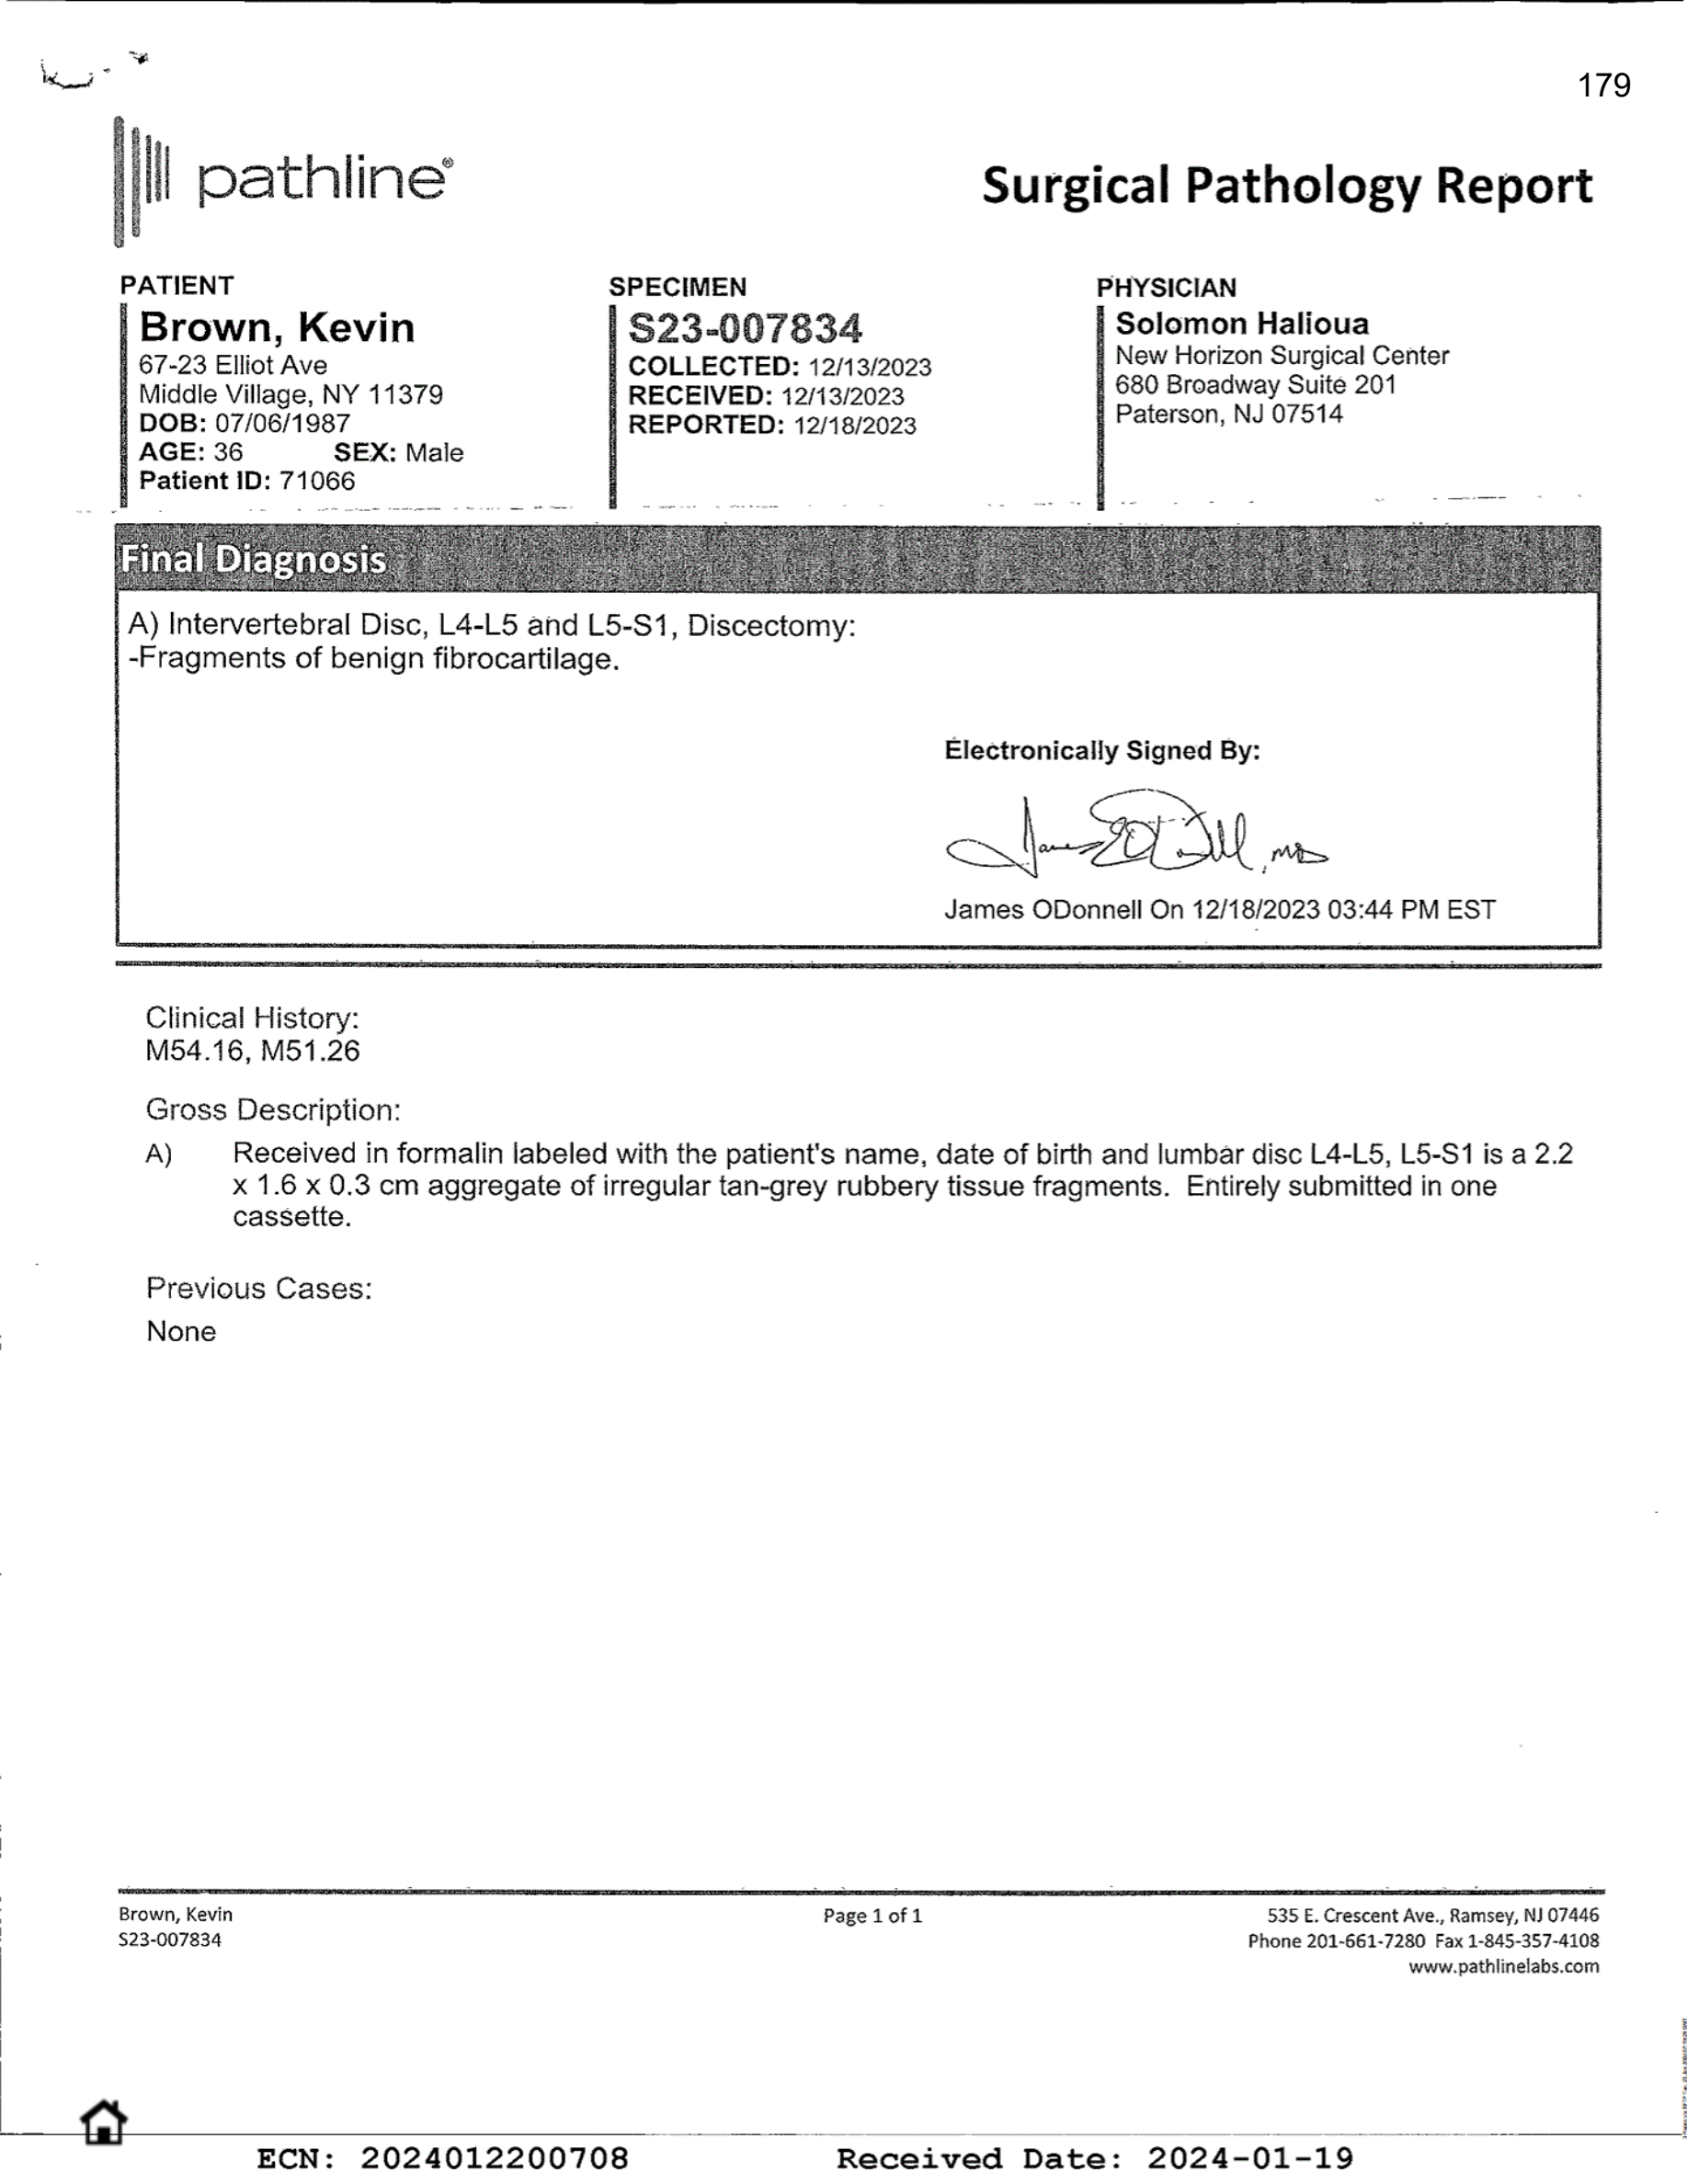 179
pathline®
Surgical Pathology Report
PATIENT
Brown, Kevin
67-23 Elliot Ave
Middle Village, NY 11379
DOB: 07/06/1987
AGE: 36 SEX: Male
Patient ID: 71066
SPECIMEN
S23-007834
COLLECTED: 12/13/2023
RECEIVED: 12/13/2023
REPORTED: 12/18/2023
PHYSICIAN
Solomon Halioua
New Horizon Surgical Center
680 Broadway Suite 201
Paterson, NJ 07514
Final Diagnosis
A) Intervertebral Disc, L4-L5 and L5-S1, Discectomy:
-Fragments of benign fibrocartilage.
Electronically Signed By:
James ODonnell On 12/18/2023 03:44 PM EST
Clinical History:
M54.16, M51.26
Gross Description:
A) Received in formalin labeled with the patient's name, date of birth and lumbar disc L4-L5, L5-S1 is a 2.2
x 1.6 x 0.3 cm aggregate of irregular tan-grey rubbery tissue fragments. Entirely submitted in one
cassette.
Previous Cases:
None
Brown, Kevin
S23-007834
Page 1 of 1
535 E. Crescent Ave., Ramsey, NJ 07446
Phone 201-661-7280 Fax 1-845-357-4108
www.pathlinelabs.com
ECN: 2024012200708 Received Date: 2024-01-19